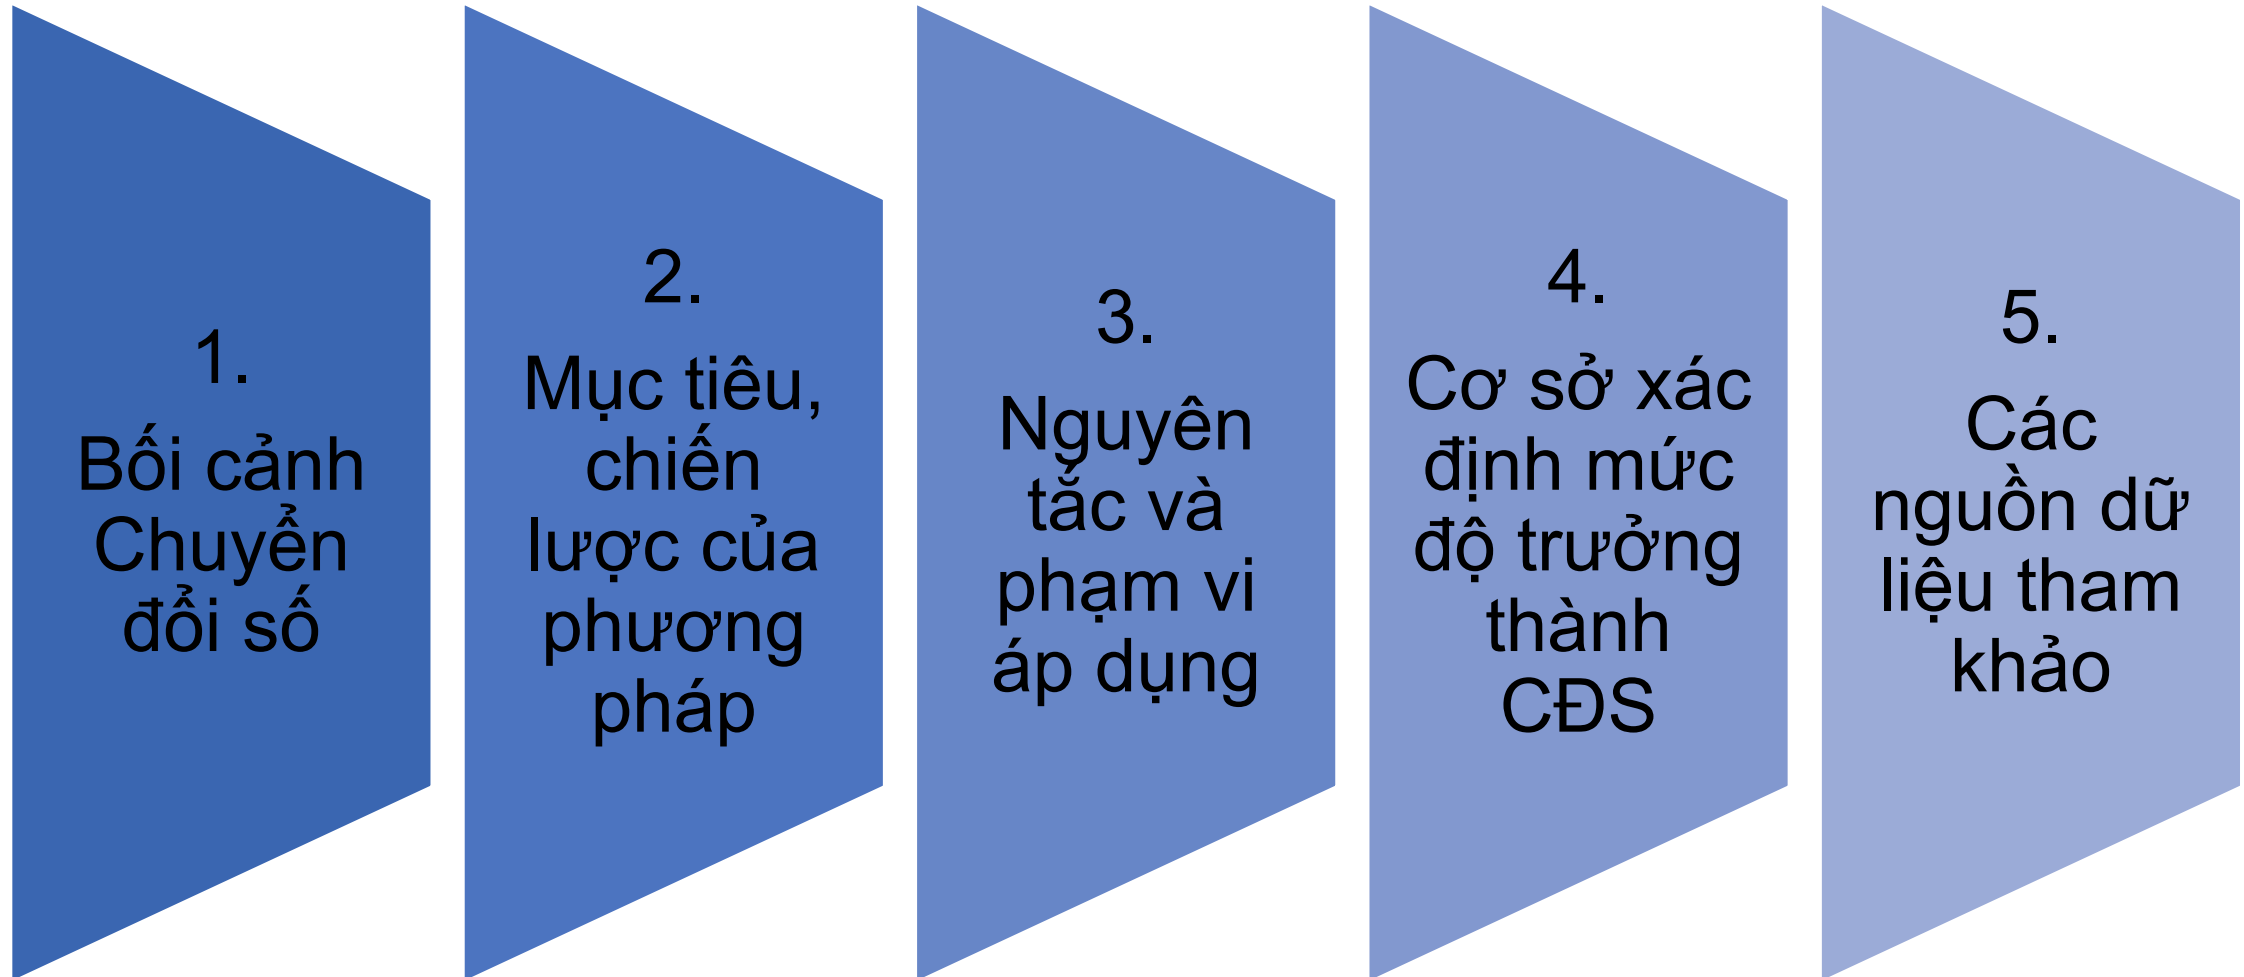 1.
Bối cảnh
Chuyển
đổi số
2.
Mục tiêu,
chiến
lược của
phương
pháp
3.
Nguyên
tắc và
phạm vi
áp dụng
4.
Cơ sở xác
định mức
độ trưởng
thành
CĐS
5.
Các
nguồn dữ
liệu tham
khảo